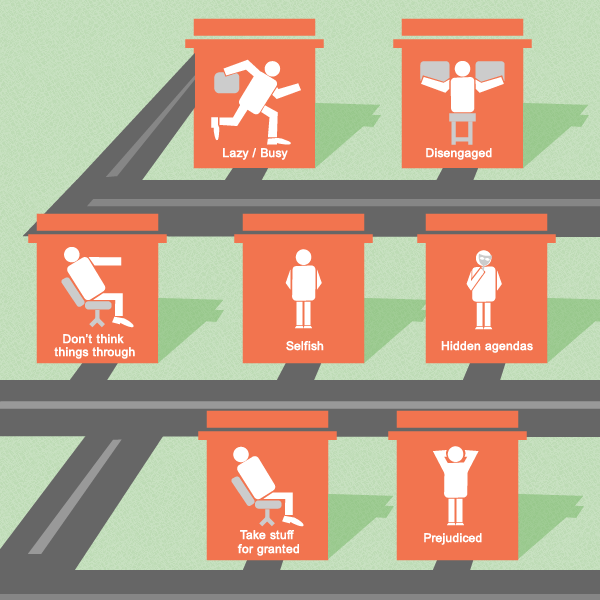 Lazy / Busy
Disengaged
Don't think
things through
Selfish
Hidden agendas
Take stuff
for granted
Prejudiced